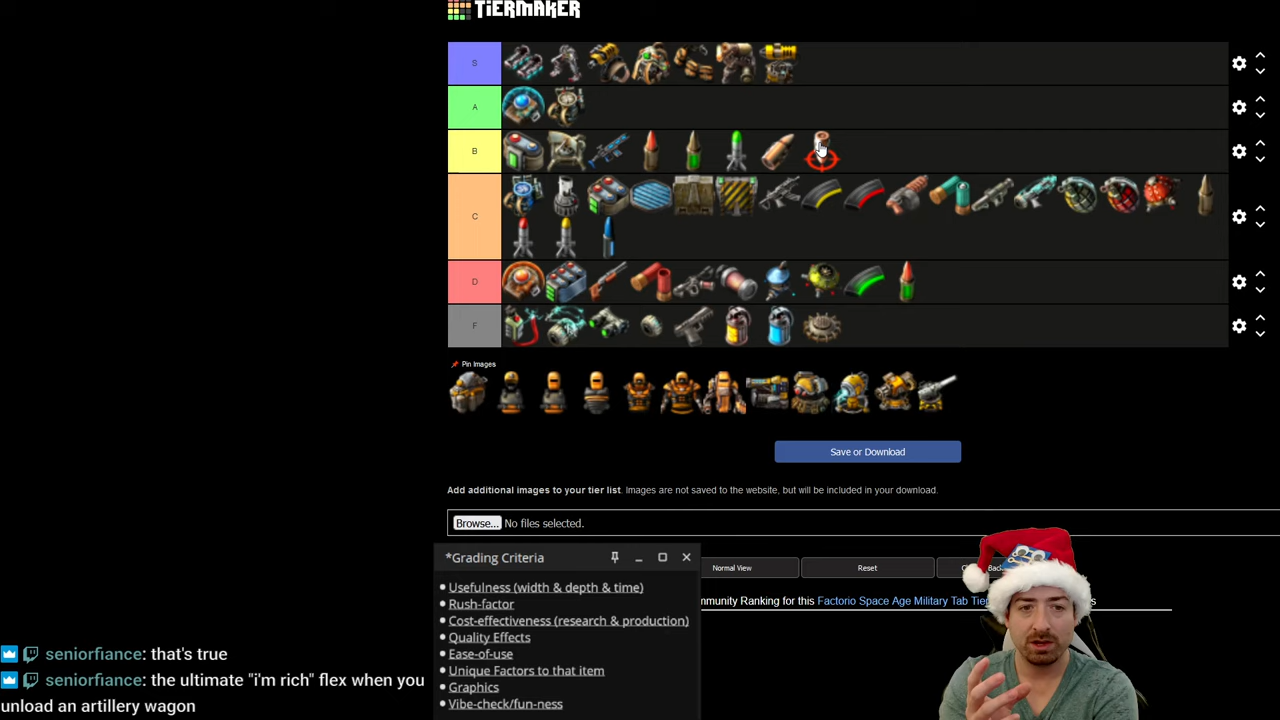 TiERMAKER
S
A
B
C
D
F
📌 Pin Images
Save or Download
Add additional images to your tier list. Images are not saved to the website, but will be included in your download.
Browse... No files selected.
*Grading Criteria
Normal View
Reset
• Usefulness (width & depth & time)
• Rush-factor
• Cost-effectiveness (research & production)
• Quality Effects
• Ease-of-use
• Unique Factors to that item
• Graphics
• Vibe-check/fun-ness
mmunity Ranking for this Factorio Space Age Military Tab Tie
seniorfiance: that's true
seniorfiance: the ultimate "i'm rich" flex when you
unload an artillery wagon